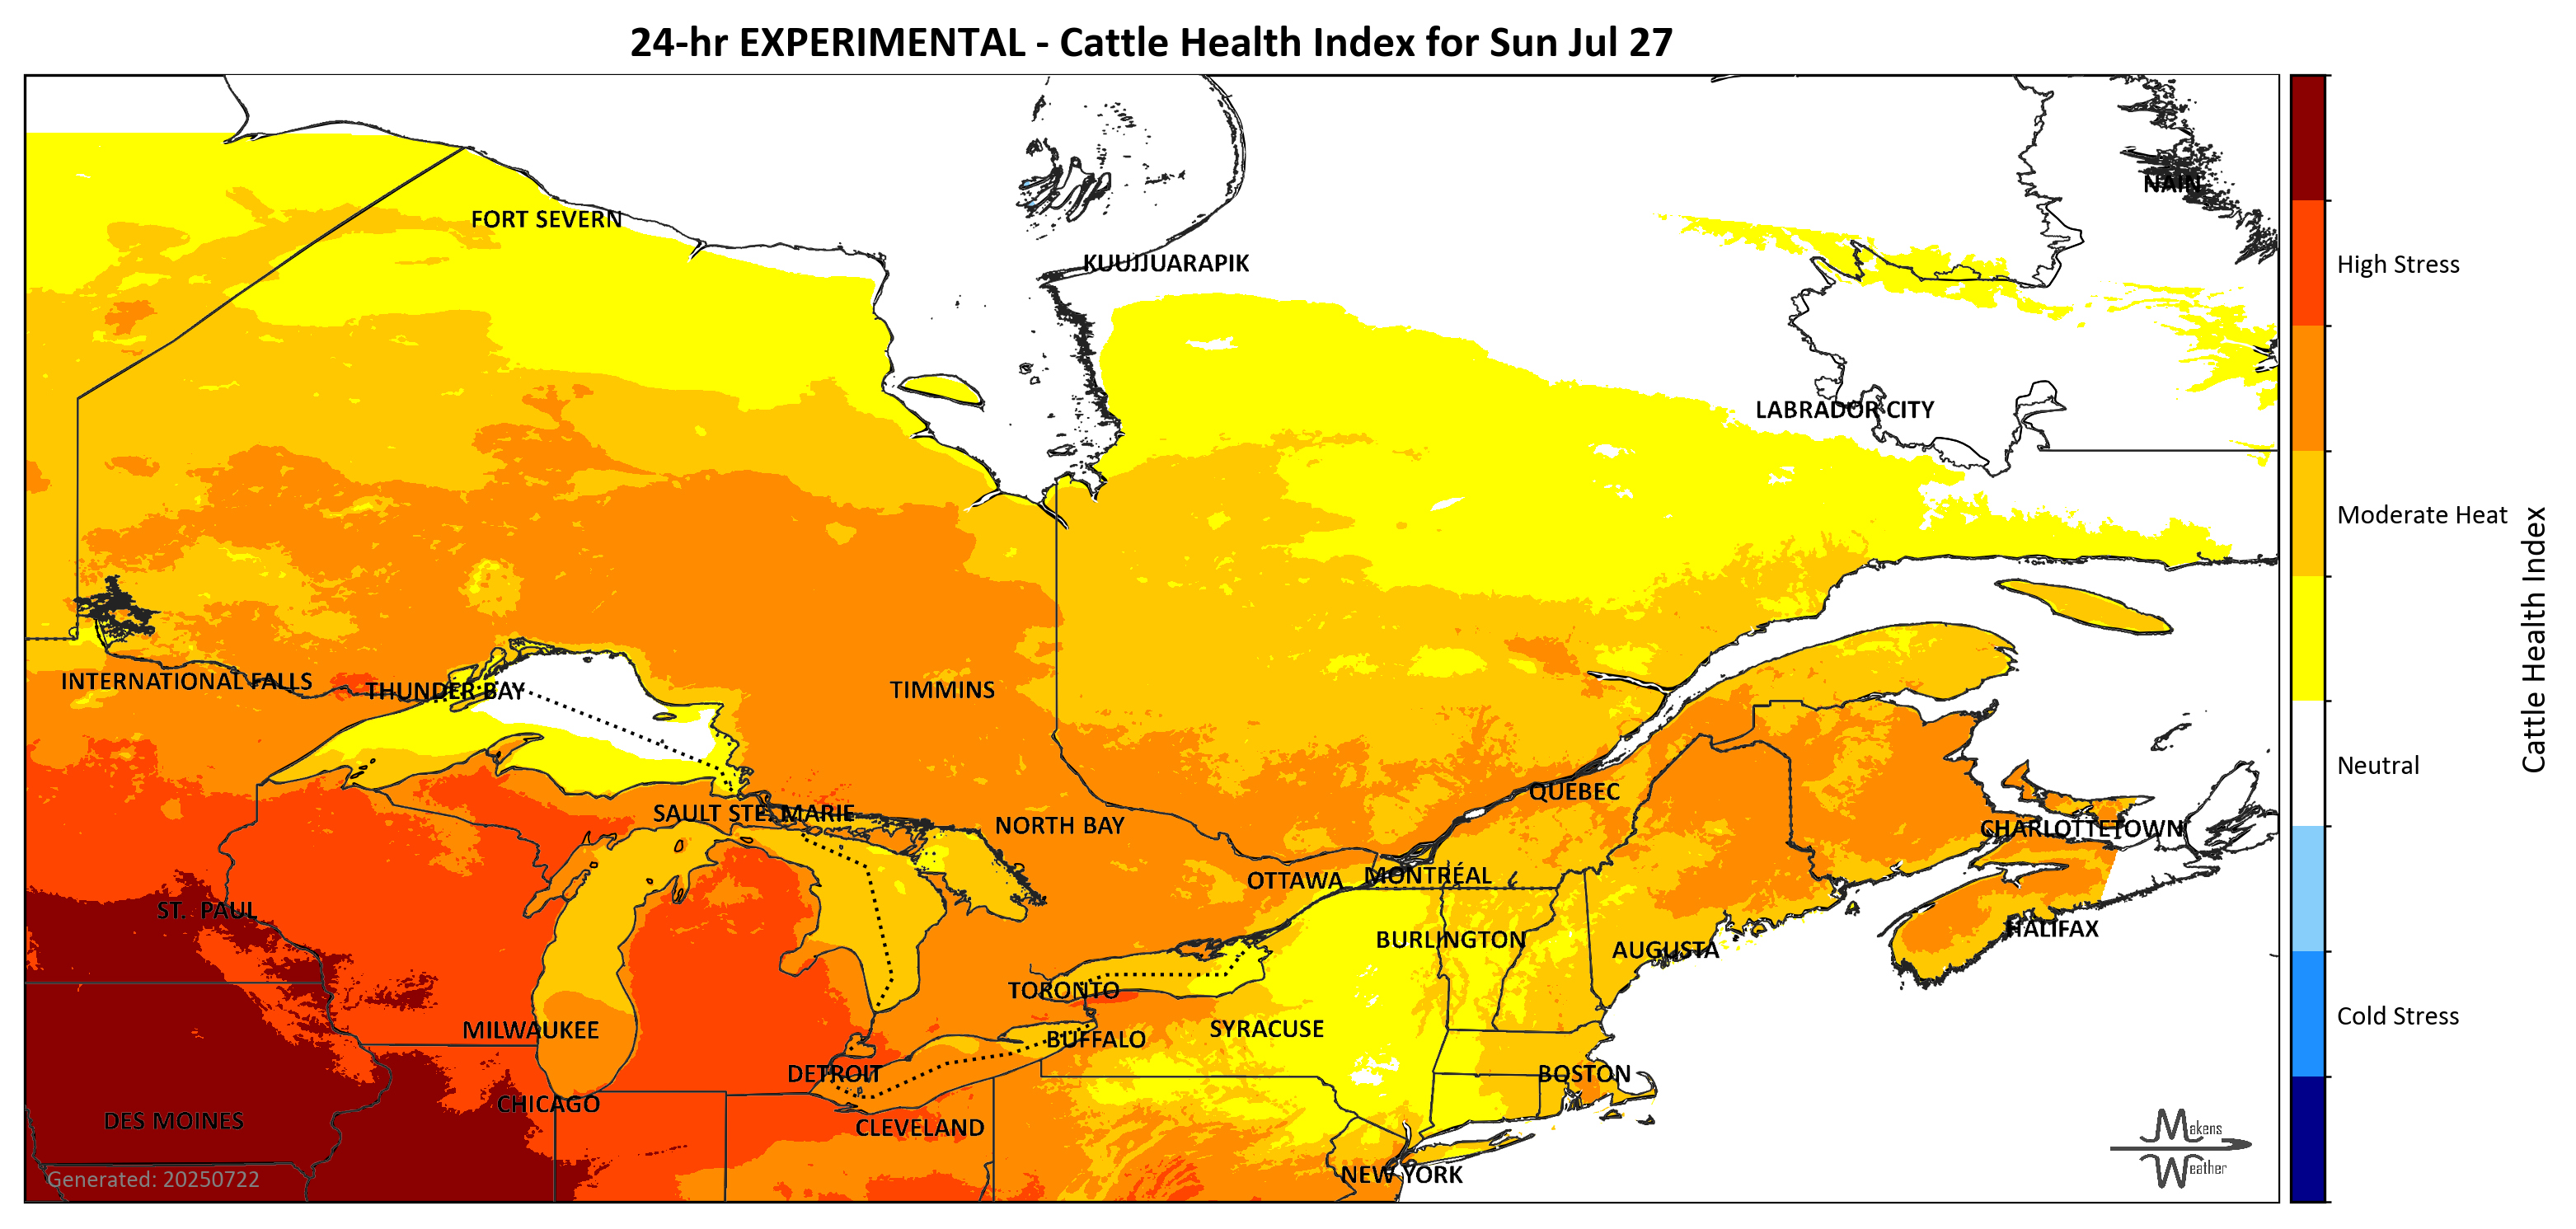 24-hr EXPERIMENTAL - Cattle Health Index for Sun Jul 27
NAIN
FORT SEVERN
KUUJJUARAPIK
High Stress
LABRADOR CITY
Moderate Heat
INTERNATIONAL FALLS
THUNDER BAY
TIMMINS
Cattle Health Index
Neutral
QUEBEC
SAULT STE. MARIE
NORTH BAY
CHARLOTTETOWN
OTTAWA
MONTRÉAL
ST. PAUL
HALIFAX
BURLINGTON
AUGUSTA
TORONTO
Cold Stress
MILWAUKEE
SYRACUSE
BUFFALO
DETROIT
BOSTON
CHICAGO
DES MOINES
CLEVELAND
Makens
Weather
NEW YORK
Generated: 20250722